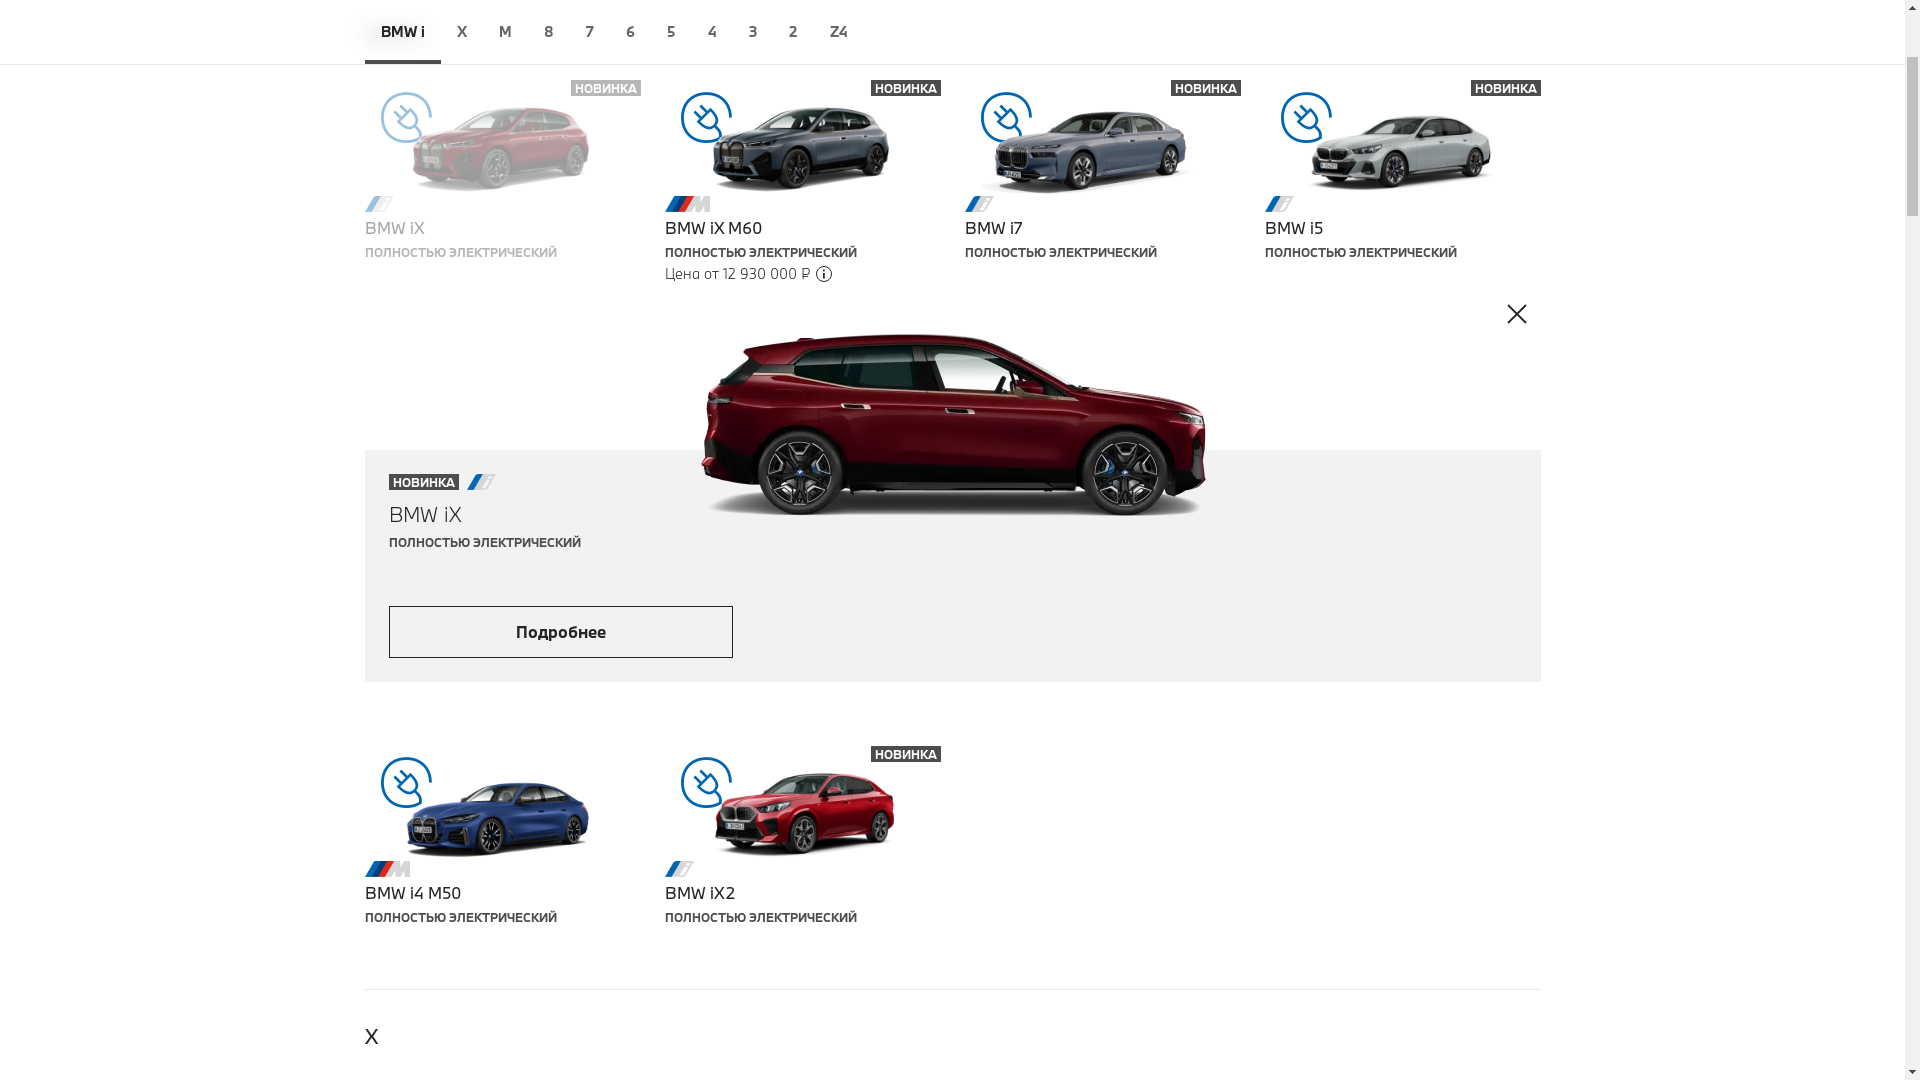 BMW i
X
M
8
7
6
5
4
3
2
Z4
НОВИНКА
НОВИНКА
НОВИНКА
НОВИНКА
BMW iX
ПОЛНОСТЬЮ ЭЛЕКТРИЧЕСКИЙ
BMW iX M60
ПОЛНОСТЬЮ ЭЛЕКТРИЧЕСКИЙ
Цена от 12 930 000 ₽
BMW i7
ПОЛНОСТЬЮ ЭЛЕКТРИЧЕСКИЙ
BMW i5
ПОЛНОСТЬЮ ЭЛЕКТРИЧЕСКИЙ
НОВИНКА
BMW iX
ПОЛНОСТЬЮ ЭЛЕКТРИЧЕСКИЙ
Подробнее
BMW i4 M50
ПОЛНОСТЬЮ ЭЛЕКТРИЧЕСКИЙ
НОВИНКА
BMW iX2
ПОЛНОСТЬЮ ЭЛЕКТРИЧЕСКИЙ
X